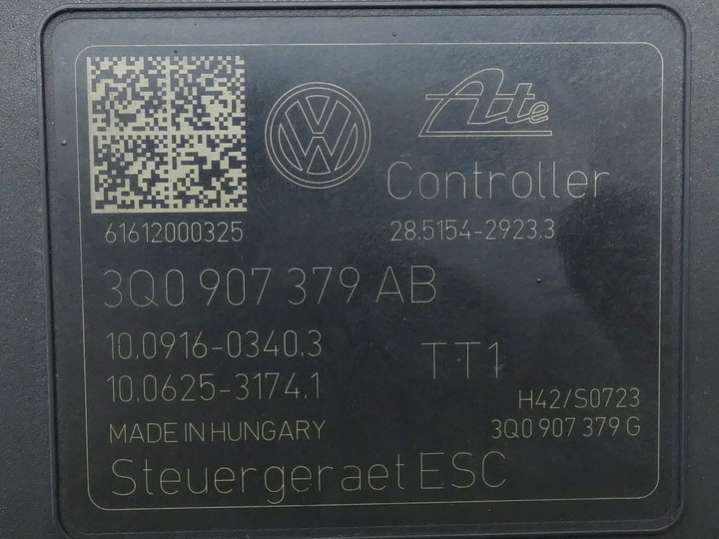 Ate
Controller
61612000325
28.5154-2923.3
3Q0 907 379 AB
10.0916-0340.3
TT1
10.0625-3174.1
H42/S0723
MADE IN HUNGARY
3Q0 907 379 G
Steuergeraet ESC